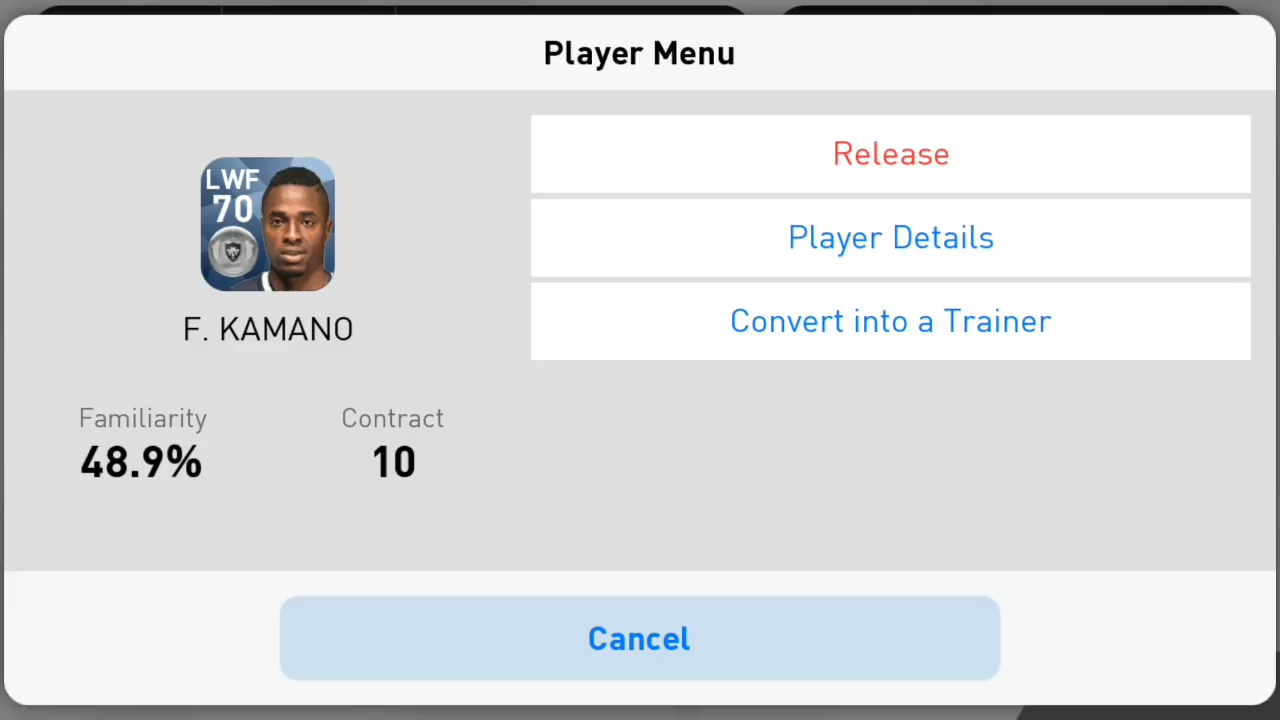 Player Menu
LWF
70
F. KAMANO
Familiarity
48.9%
Contract
10
Release
Player Details
Convert into a Trainer
Cancel